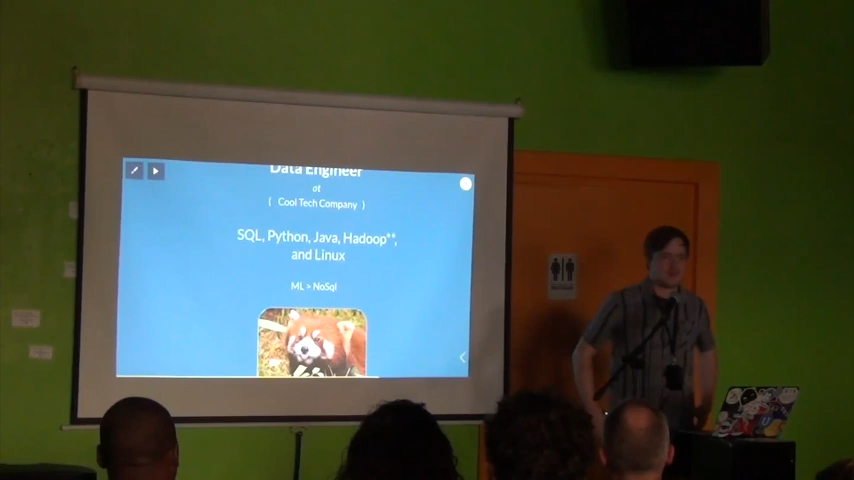 Data Engineer
at
{ Cool Tech Company }
SQL, Python, Java, Hadoop**,
and Linux
ML > NoSql